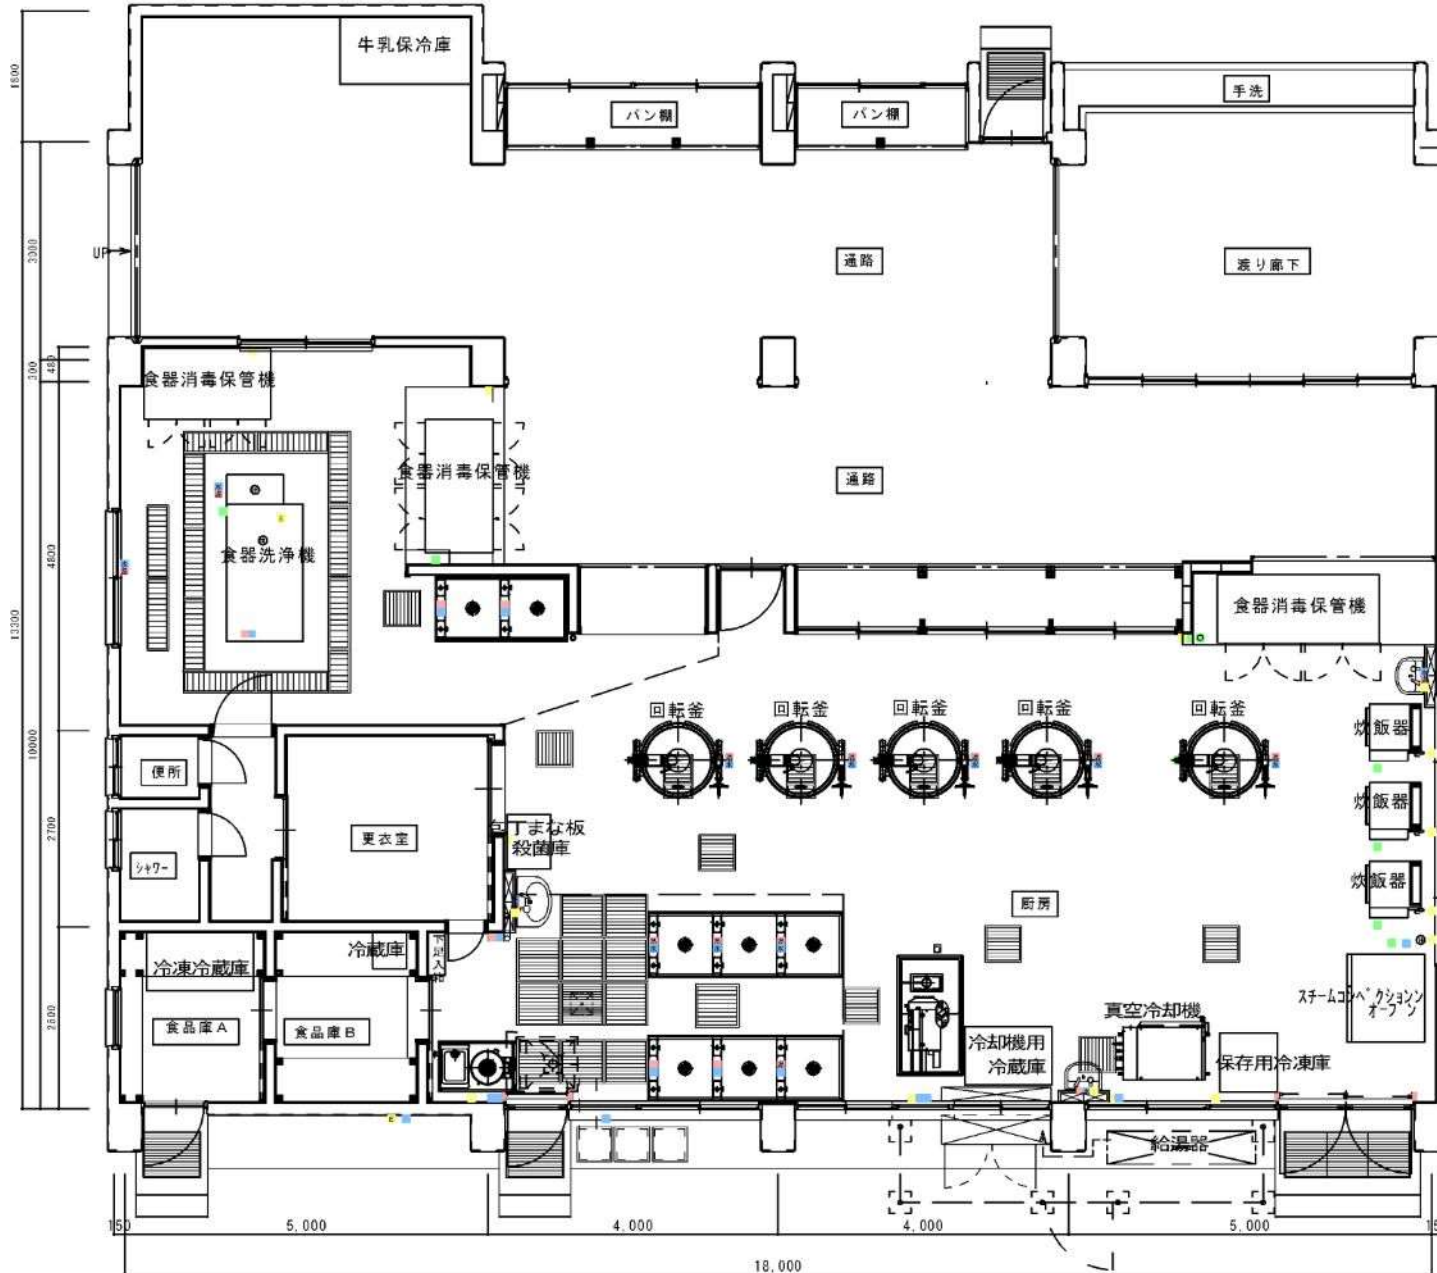 牛乳保冷庫
パン棚
パン棚
手洗
1800
UP
3000
通路
渡り廊下
300
480
食器消毒保管機
食器消毒保管機
通路
4800
食器洗浄機
13300
食器消毒保管機
回転釜
回転釜
回転釜
回転釜
回転釜
炊飯器
10000
便所
炊飯器
2700
更衣室
包丁まな板
殺菌庫
シャワー
炊飯器
厨房
冷蔵庫
下足入箱
冷凍冷蔵庫
スチームコンベクションン
オーブン
2600
食品庫A
食品庫B
真空冷却機
冷却機用
冷蔵庫
保存用冷凍庫
給湯器
150
5,000
4,000
4,000
5,000
18,000